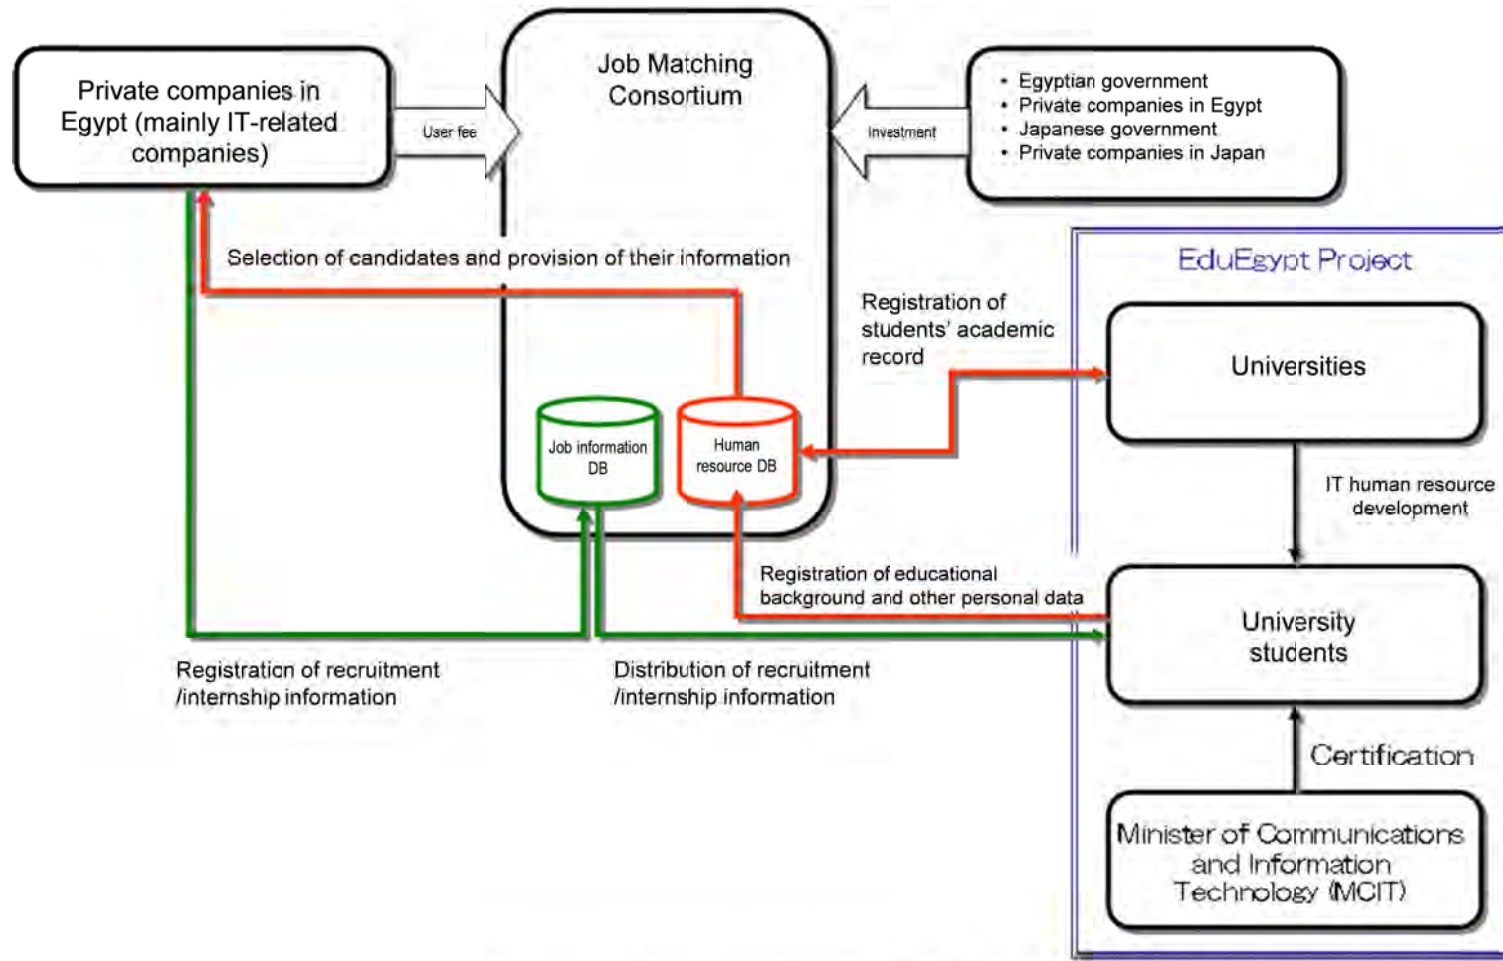 Private companies in
Egypt (mainly IT-related
companies)
User fee
Job Matching
Consortium
Investment
• Egyptian government
• Private companies in Egypt
• Japanese government
• Private companies in Japan
Selection of candidates and provision of their information
EduEgypt Project
Registration of
students’ academic
record
Universities
Job information
DB
Human
resource DB
IT human resource
development
Registration of educational
background and other personal data
University
students
Registration of recruitment
/internship information
Distribution of recruitment
/internship information
Certification
Minister of Communications
and Information
Technology (MCIT)